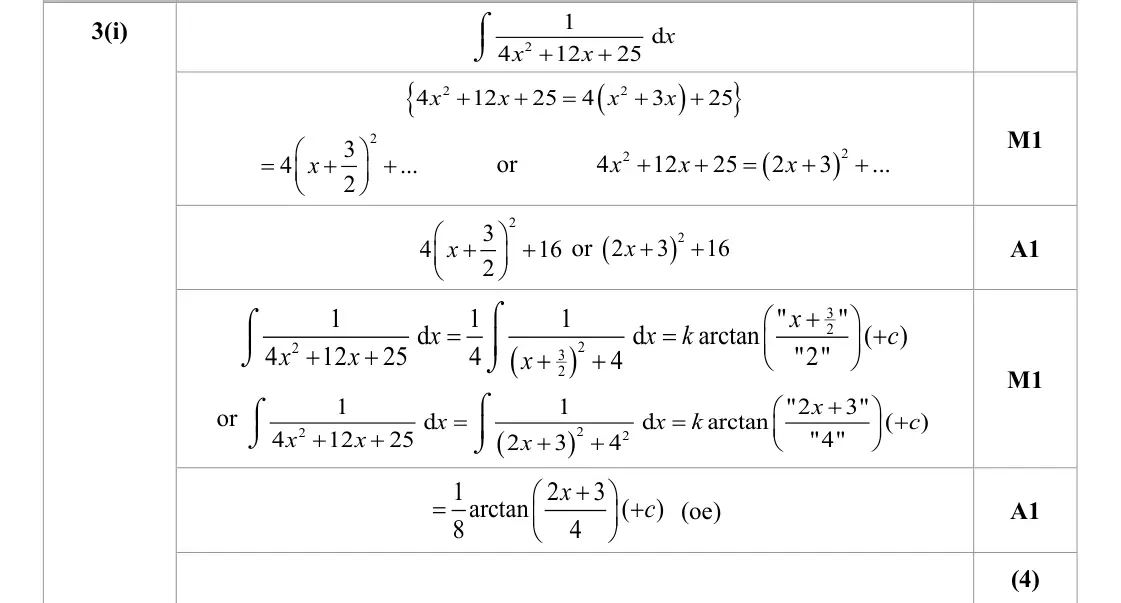 3(i)
∫ 1/(4x² + 12x + 25) dx
{4x² + 12x + 25 = 4(x² + 3x) + 25}
= 4(x + 3/2)² + ... or 4x² + 12x + 25 = (2x + 3)² + ...
M1
4(x + 3/2)² + 16 or (2x + 3)² + 16
A1
∫ 1/(4x² + 12x + 25) dx = 1/4 ∫ 1/((x + 3/2)² + 4) dx = k arctan("x + 3/2"/"2")(+c)
or ∫ 1/(4x² + 12x + 25) dx = ∫ 1/((2x + 3)² + 4²) dx = k arctan("2x + 3"/"4")(+c)
M1
= 1/8 arctan((2x + 3)/4)(+c) (oe)
A1
(4)